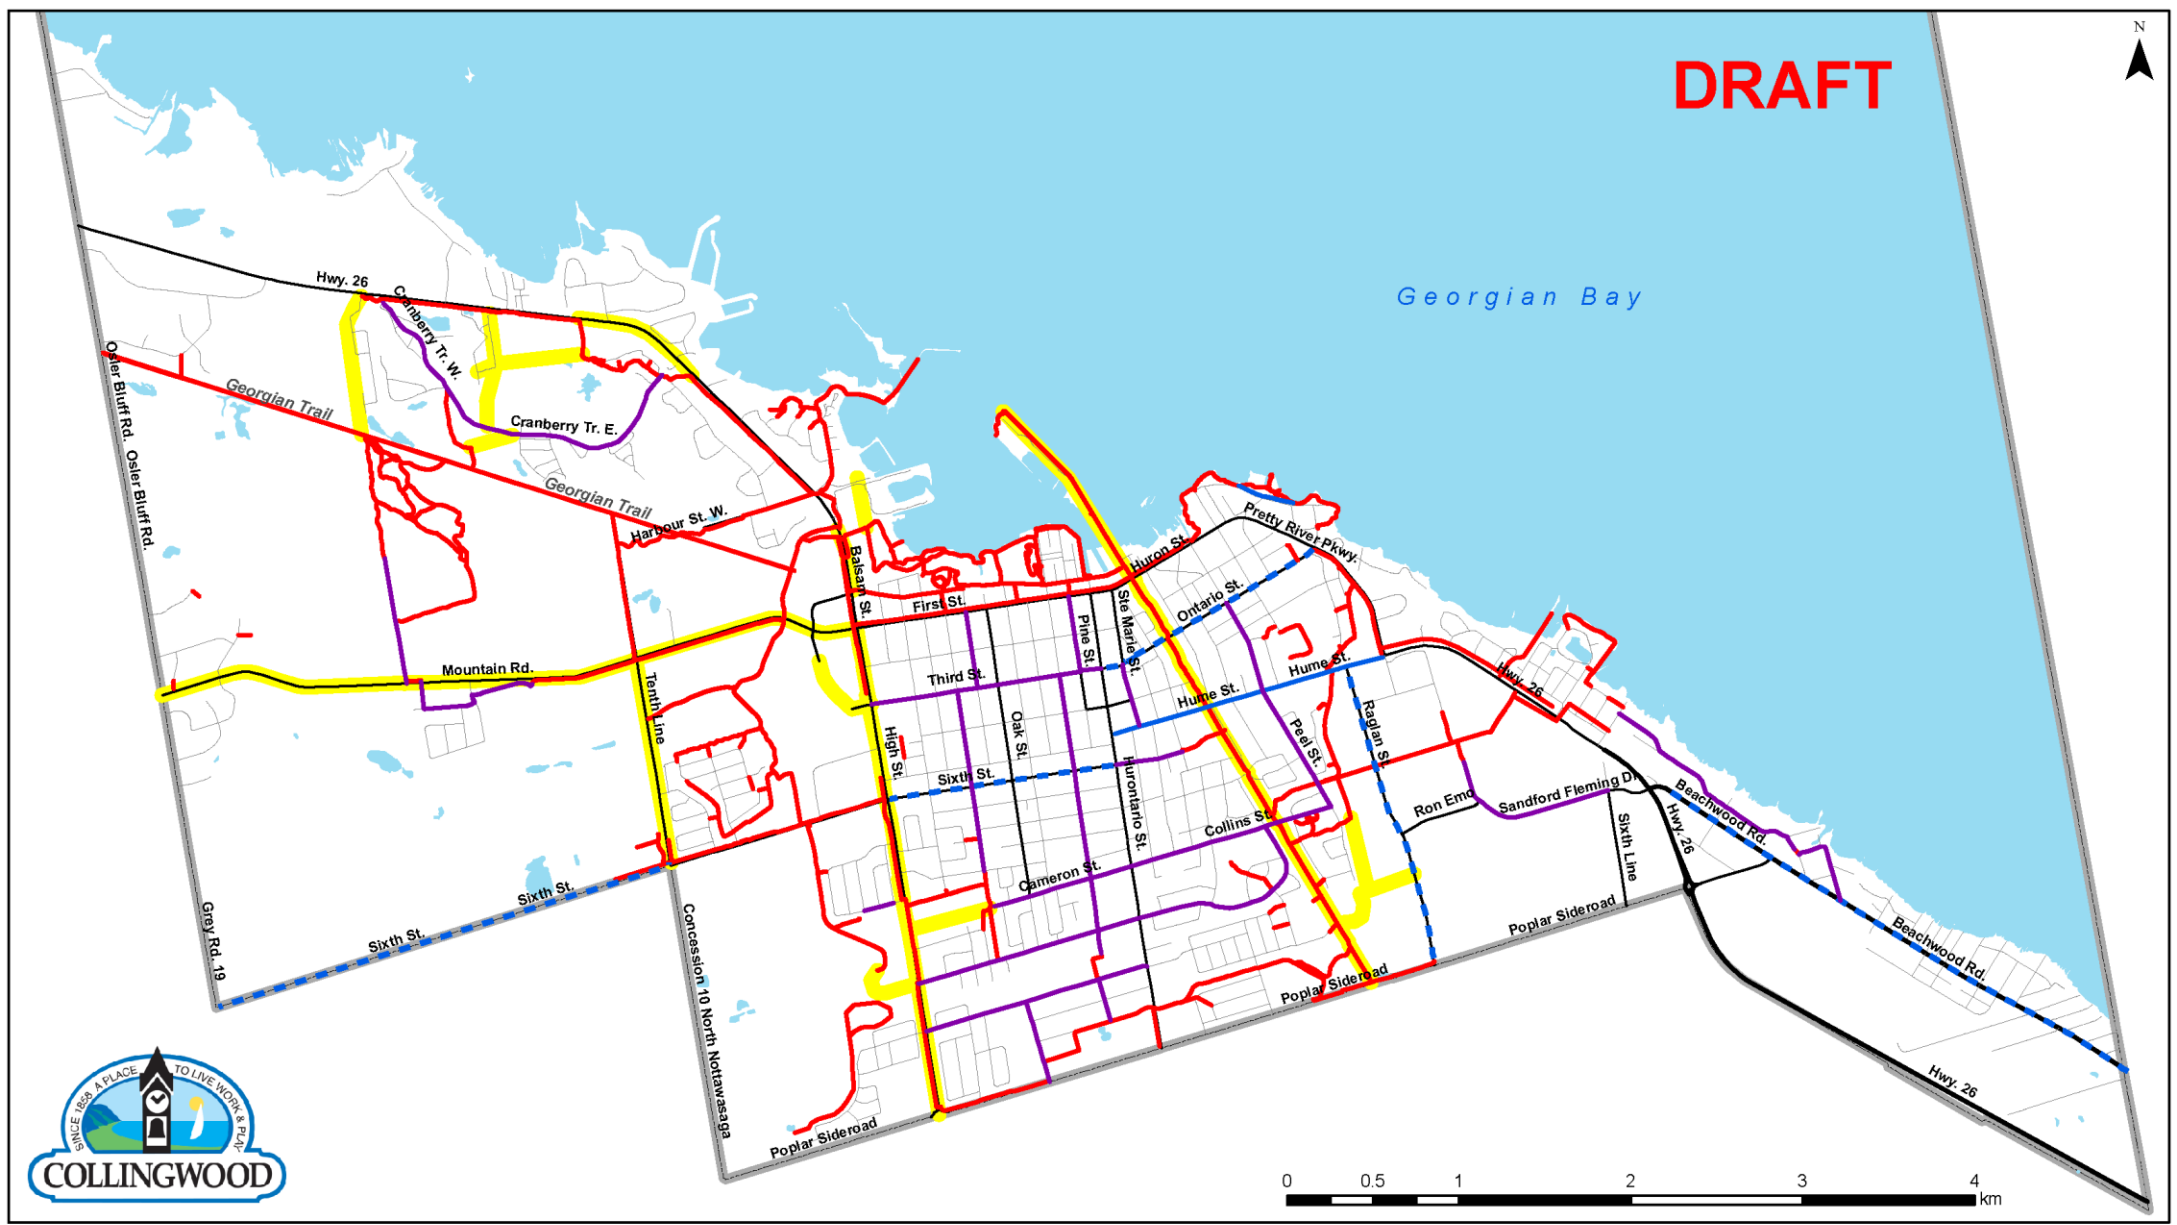 N
DRAFT
Georgian Bay
Hwy. 26
Cranberry Tr. W.
Osler Bluff Rd.
Georgian Trail
Cranberry Tr. E.
Osler Bluff Rd.
Georgian Trail
Harbour St. W.
Balsam St.
First St.
Huron St.
Pretty River Pkwy.
Ontario St.
Ste Marie St.
Pine St.
Mountain Rd.
Tenth Line
Third St.
Hume St.
Hume St.
Hwy. 26
Oak St.
High St.
Peel St.
Raglan St.
Sixth St.
Hurontario St.
Ron Emo
Sandford Fleming Dr
Beachwood Rd.
Collins St.
Hwy. 26
Sixth Line
Cameron St.
Sixth St.
Sixth St.
Grey Rd. 19
Concession 10 North Nottawasaga
Poplar Sideroad
Beachwood Rd.
Poplar Sideroad
Hwy. 26
Poplar Sideroad
SINCE 1858 A PLACE TO LIVE WORK & PLAY
COLLINGWOOD
0 0.5 1 2 3 4
km